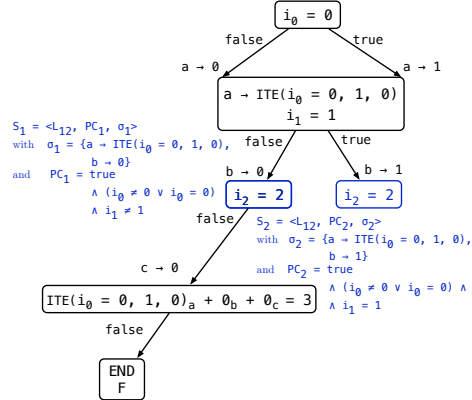 i₀ = 0
false
true
a → 0
a → 1
a → ITE(i₀ = 0, 1, 0)
i₁ = 1
S₁ = <L₁₂, PC₁, σ₁>
with σ₁ = {a → ITE(i₀ = 0, 1, 0),
b → 0}
and PC₁ = true
∧ (i₀ ≠ 0 ∨ i₀ = 0)
∧ i₁ ≠ 1
false
true
b → 0
b → 1
i₂ = 2
i₂ = 2
false
S₂ = <L₁₂, PC₂, σ₂>
with σ₂ = {a → ITE(i₀ = 0, 1, 0),
b → 1}
and PC₂ = true
∧ (i₀ ≠ 0 ∨ i₀ = 0) ∧
∧ i₁ = 1
c → 0
ITE(i₀ = 0, 1, 0)ₐ + 0_b + 0_c = 3
false
END
F